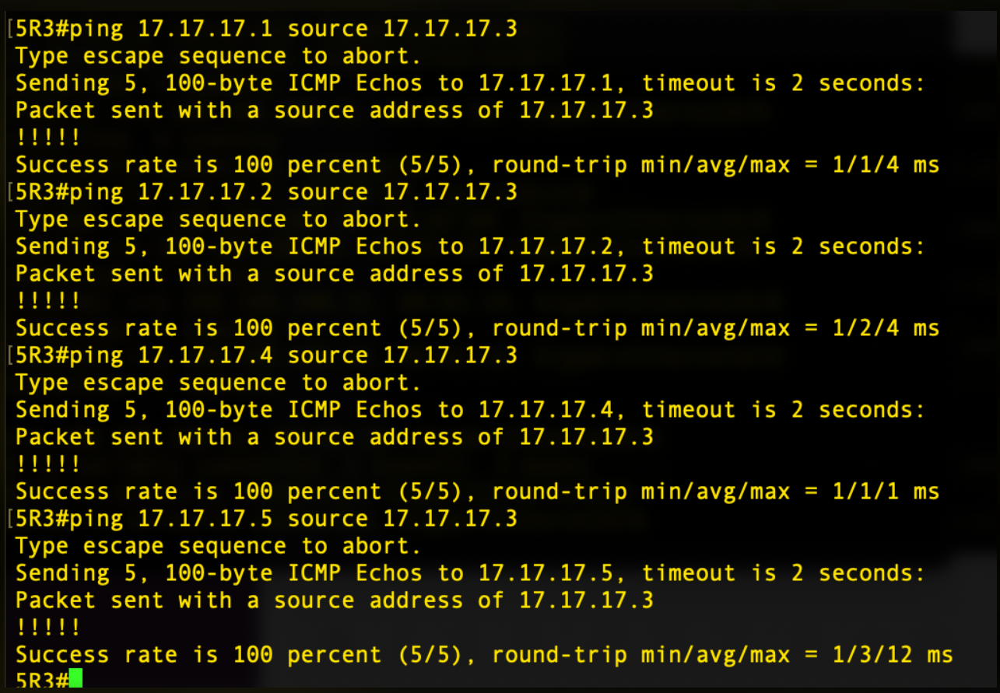 [5R3#ping 17.17.17.1 source 17.17.17.3
Type escape sequence to abort.
Sending 5, 100-byte ICMP Echos to 17.17.17.1, timeout is 2 seconds:
Packet sent with a source address of 17.17.17.3
!!!!!
Success rate is 100 percent (5/5), round-trip min/avg/max = 1/1/4 ms
[5R3#ping 17.17.17.2 source 17.17.17.3
Type escape sequence to abort.
Sending 5, 100-byte ICMP Echos to 17.17.17.2, timeout is 2 seconds:
Packet sent with a source address of 17.17.17.3
!!!!!
Success rate is 100 percent (5/5), round-trip min/avg/max = 1/2/4 ms
[5R3#ping 17.17.17.4 source 17.17.17.3
Type escape sequence to abort.
Sending 5, 100-byte ICMP Echos to 17.17.17.4, timeout is 2 seconds:
Packet sent with a source address of 17.17.17.3
!!!!!
Success rate is 100 percent (5/5), round-trip min/avg/max = 1/1/1 ms
[5R3#ping 17.17.17.5 source 17.17.17.3
Type escape sequence to abort.
Sending 5, 100-byte ICMP Echos to 17.17.17.5, timeout is 2 seconds:
Packet sent with a source address of 17.17.17.3
!!!!!
Success rate is 100 percent (5/5), round-trip min/avg/max = 1/3/12 ms
5R3#